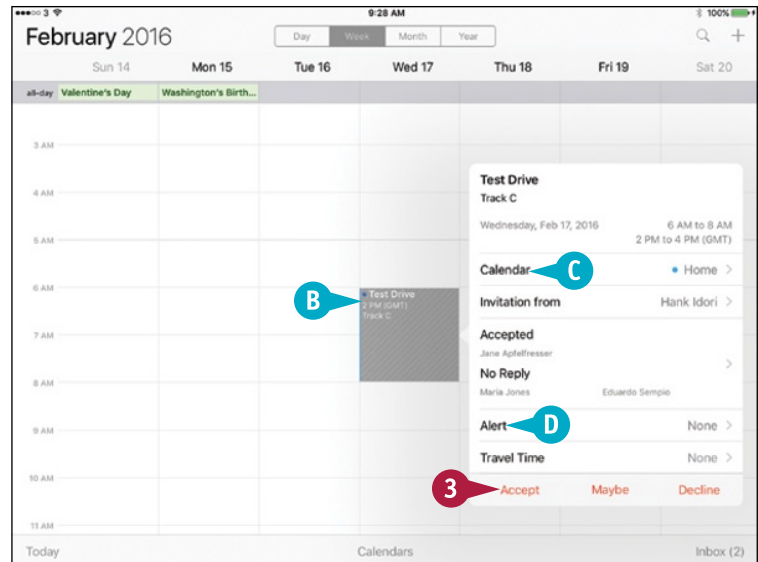 3
9:28 AM
100%
February 2016
Day Week Month Year
Sun 14 Mon 15 Tue 16 Wed 17 Thu 18 Fri 19 Sat 20
all-day Valentine's Day Washington's Birth...
3 AM
4 AM
5 AM
6 AM
7 AM
8 AM
9 AM
10 AM
11 AM
B
Test Drive
2 PM (GMT)
Track C
Test Drive
Track C
Wednesday, Feb 17, 2016 6 AM to 8 AM
2 PM to 4 PM (GMT)
Calendar C Home
Invitation from Hank Idori
Accepted
Jane Apfelfresser
No Reply
Maria Jones Eduardo Sempio
Alert D None
Travel Time None
3 Accept Maybe Decline
Today Calendars Inbox (2)